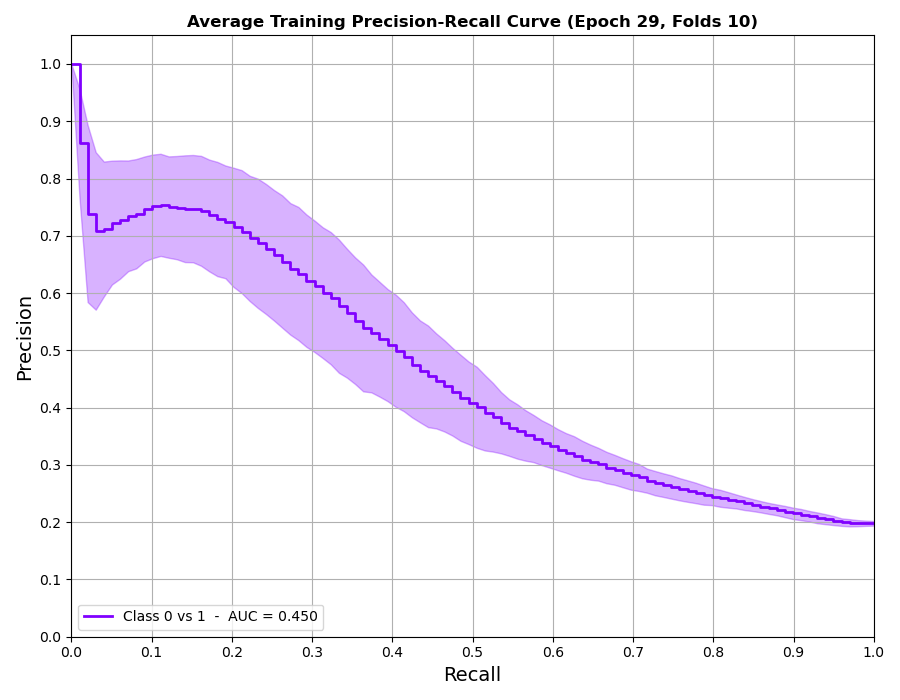 Average Training Precision-Recall Curve (Epoch 29, Folds 10)
Precision
1.0
0.9
0.8
0.7
0.6
0.5
0.4
0.3
0.2
0.1
0.0
Class 0 vs 1 - AUC = 0.450
0.0 0.1 0.2 0.3 0.4 0.5 0.6 0.7 0.8 0.9 1.0
Recall